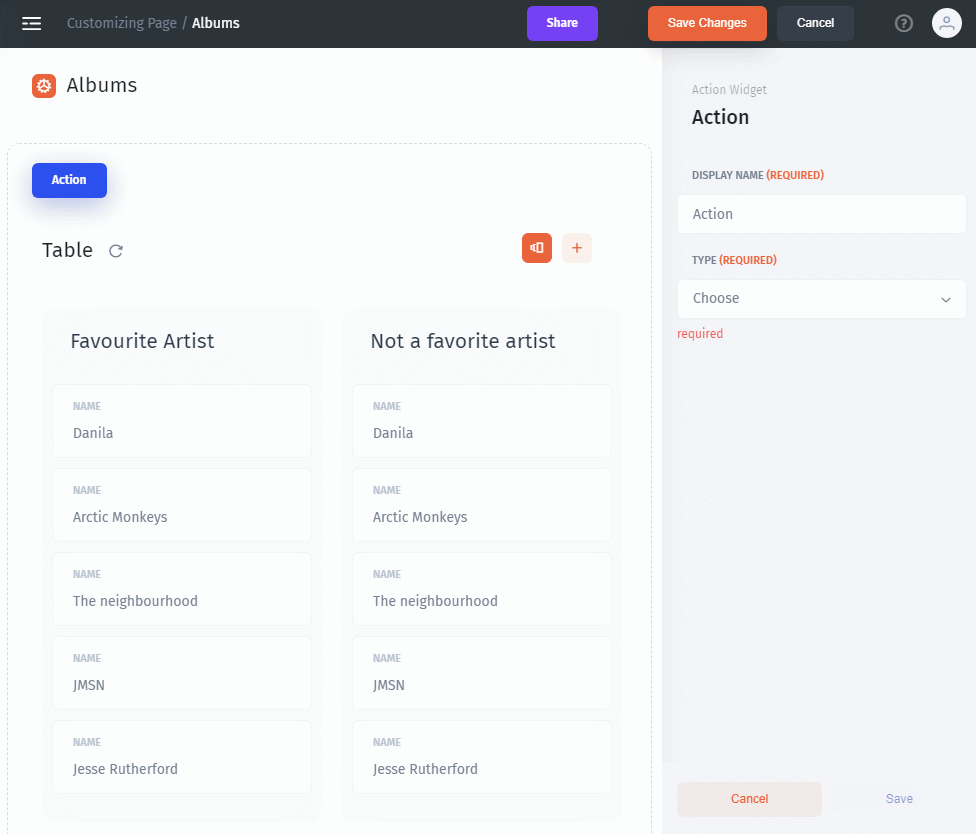 Customizing Page / Albums
Share
Save Changes
Cancel
?
Albums
Action
Table
+
Favourite Artist
NAME
Danila
NAME
Arctic Monkeys
NAME
The neighbourhood
NAME
JMSN
NAME
Jesse Rutherford
Not a favorite artist
NAME
Danila
NAME
Arctic Monkeys
NAME
The neighbourhood
NAME
JMSN
NAME
Jesse Rutherford
Action Widget
Action
DISPLAY NAME (REQUIRED)
Action
TYPE (REQUIRED)
Choose
required
Cancel
Save